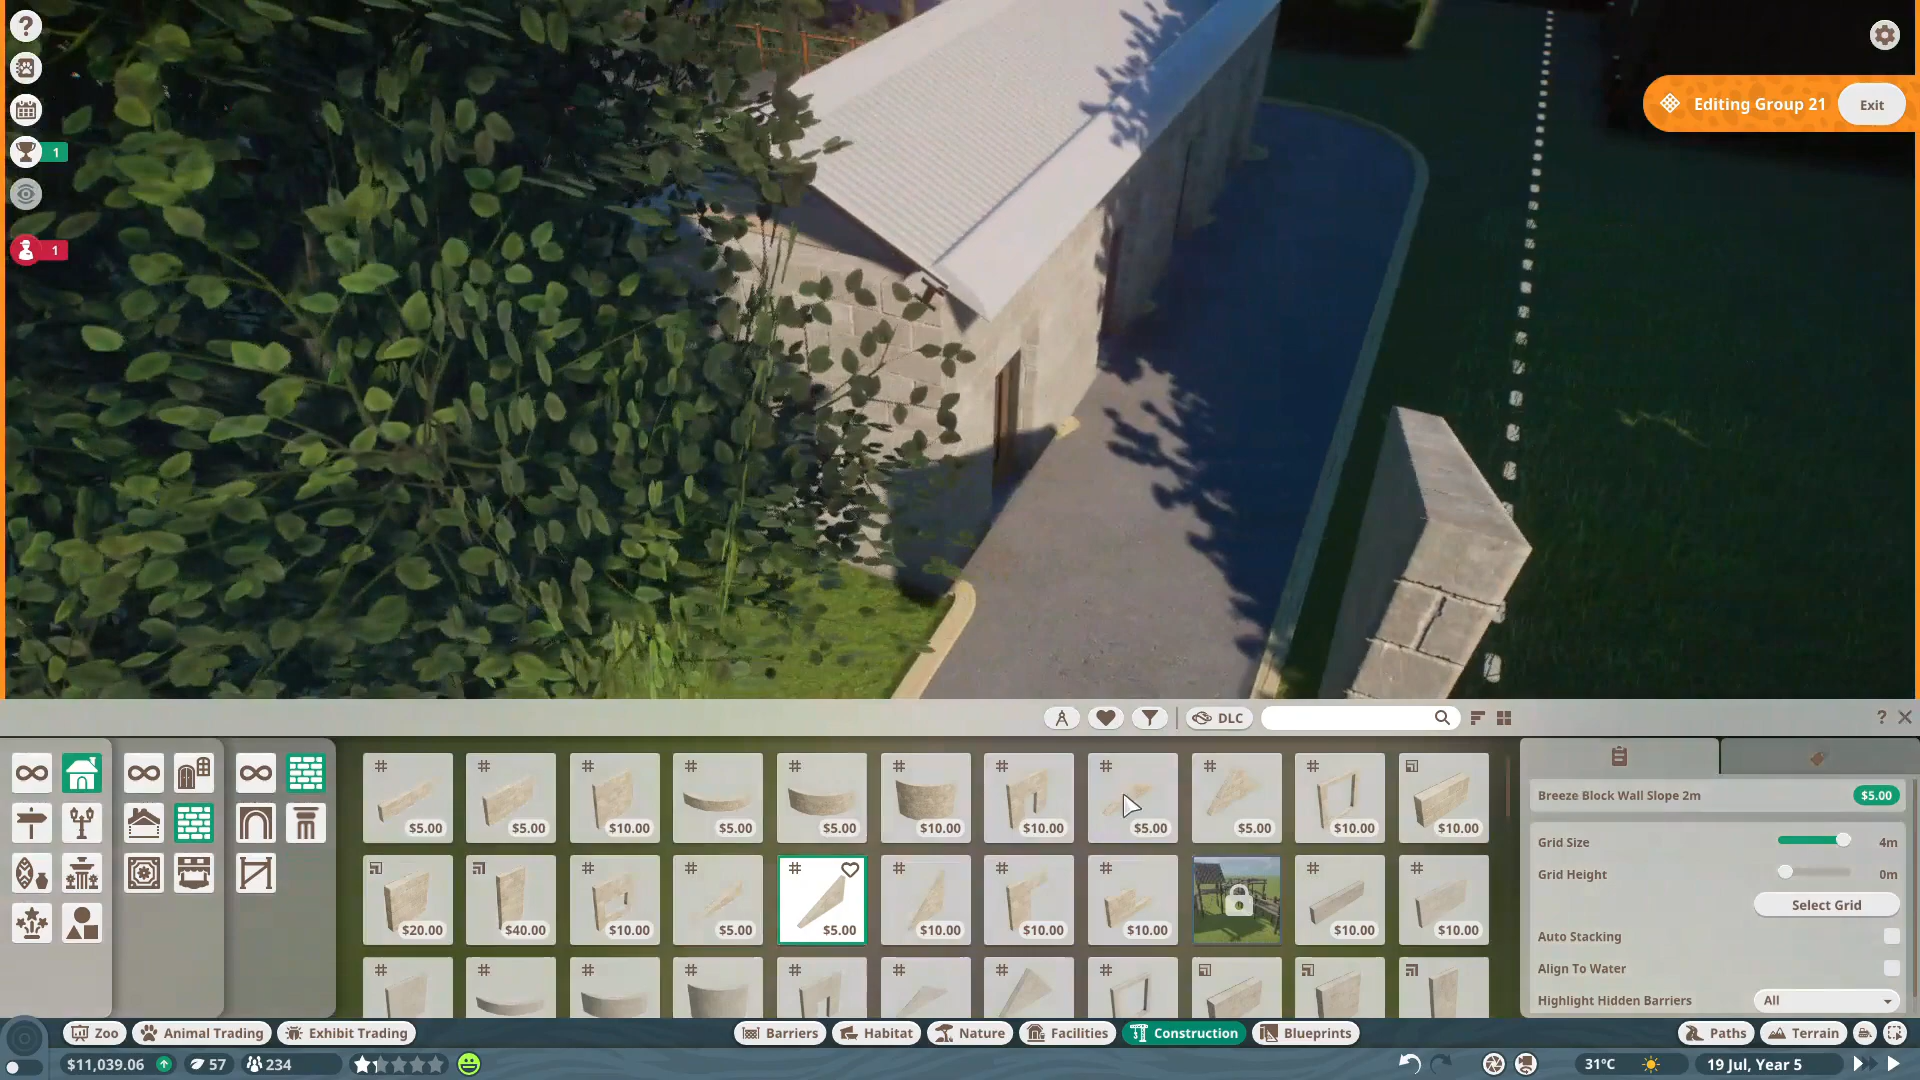 ?
Editing Group 21 Exit
1
1
DLC
?
$5.00 $5.00 $10.00 $5.00 $5.00 $10.00 $10.00 $5.00 $5.00 $10.00 $10.00
$20.00 $40.00 $10.00 $5.00 $5.00 $10.00 $10.00 $10.00 $10.00 $10.00
Breeze Block Wall Slope 2m $5.00
Grid Size 4m
Grid Height 0m
Select Grid
Auto Stacking
Align To Water
Highlight Hidden Barriers All
Zoo Animal Trading Exhibit Trading Barriers Habitat Nature Facilities Construction Blueprints Paths Terrain
$11,039.06 57 234 31°C 19 Jul, Year 5